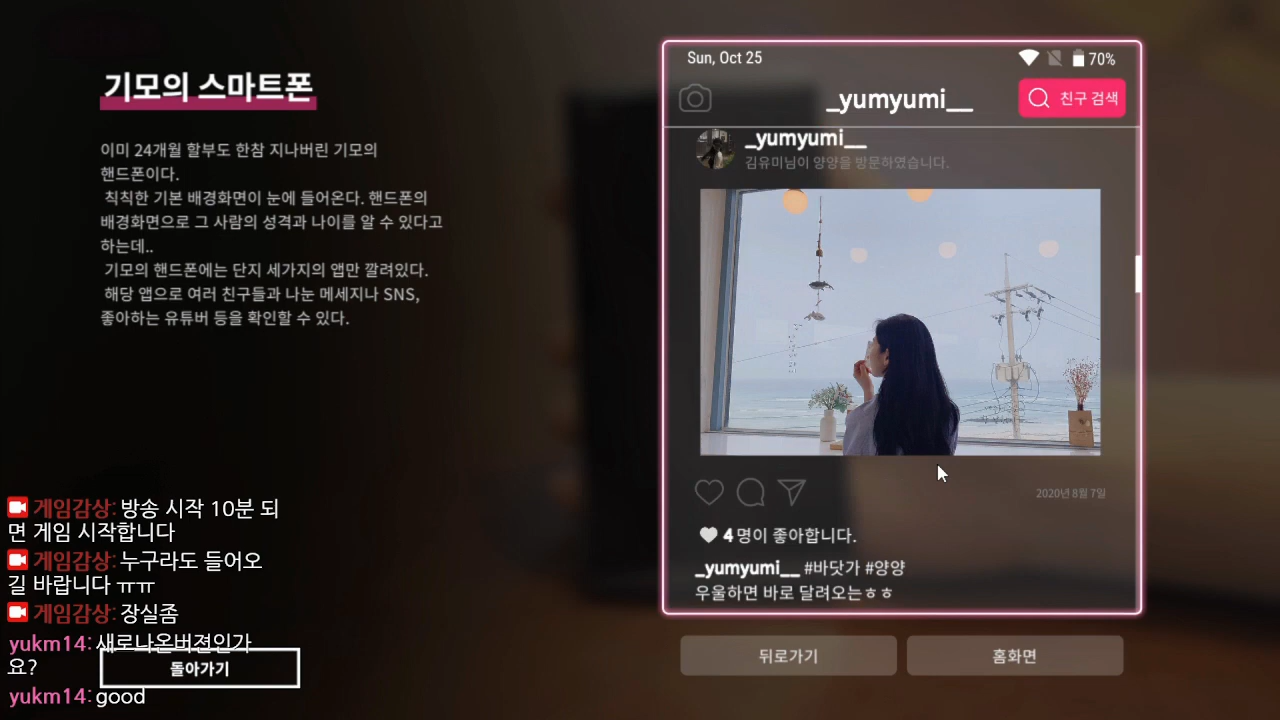 기모의 스마트폰
이미 24개월 할부도 한참 지나버린 기모의
핸드폰이다.
칙칙한 기본 배경화면이 눈에 들어온다. 핸드폰의
배경화면으로 그 사람의 성격과 나이를 알 수 있다고
하는데..
기모의 핸드폰에는 단지 세가지의 앱만 깔려있다.
해당 앱으로 여러 친구들과 나눈 메세지나 SNS,
좋아하는 유튜버 등을 확인할 수 있다.
게임감상: 방송 시작 10분 되
면 게임 시작합니다
게임감상: 누구라도 들어오
길 바랍니다 ㅠㅠ
게임감상: 장실좀
yukm14: 새로나온버젼인가
요?
돌아가기
yukm14: good
Sun, Oct 25
70%
_yumyumi__
친구 검색
_yumyumi__
김유미님이 양양을 방문하였습니다.
2020년 8월 7일
4명이 좋아합니다.
_yumyumi__ #바닷가 #양양
우울하면 바로 달려오는ㅎㅎ
뒤로가기
홈화면